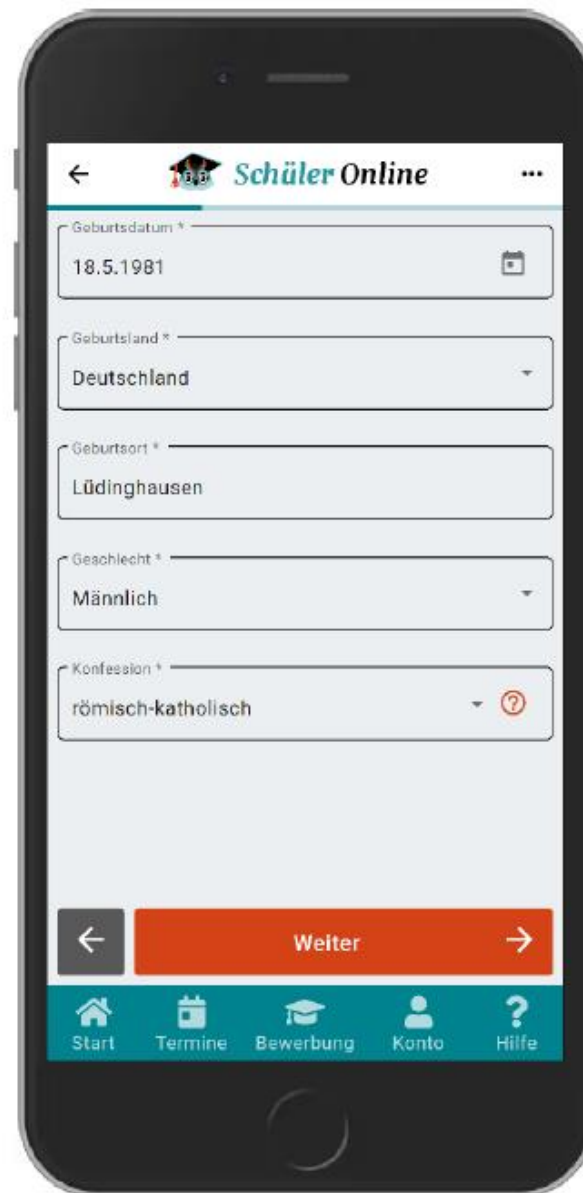 Schüler Online
Geburtsdatum *
18.5.1981
Geburtsland *
Deutschland
Geburtsort *
Lüdinghausen
Geschlecht *
Männlich
Konfession *
römisch-katholisch
Weiter
Start Termine Bewerbung Konto Hilfe